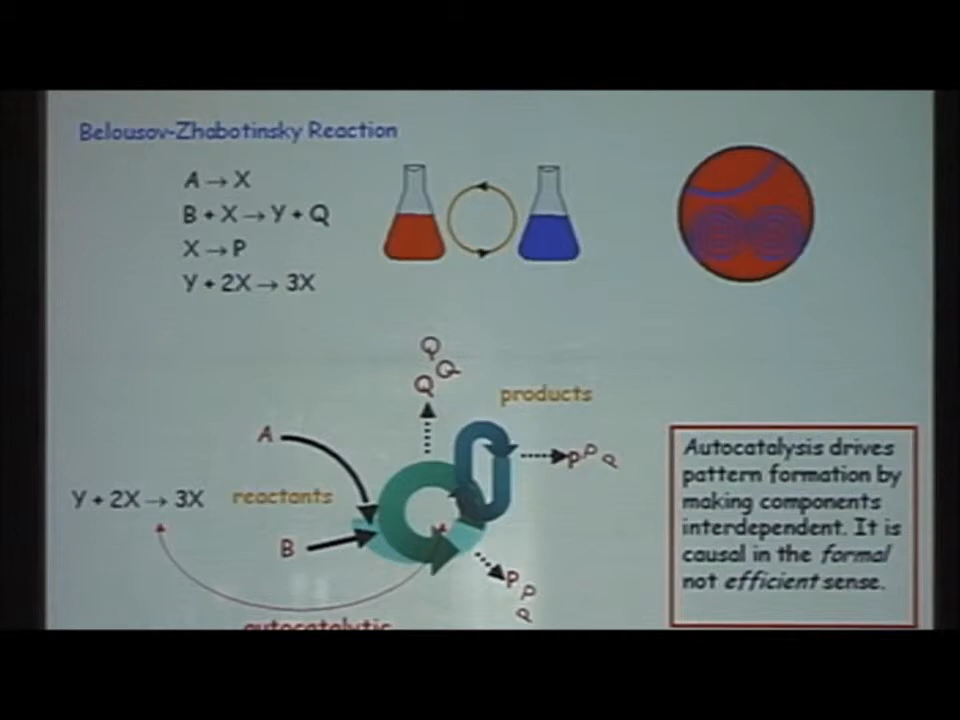 Belousov-Zhabotinsky Reaction
A → X
B + X → Y + Q
X → P
Y + 2X → 3X
Q
Q
Q
products
A
P P P
Y + 2X → 3X
reactants
B
P
P
P
autocatalytic
Autocatalysis drives
pattern formation by
making components
interdependent. It is
causal in the formal
not efficient sense.